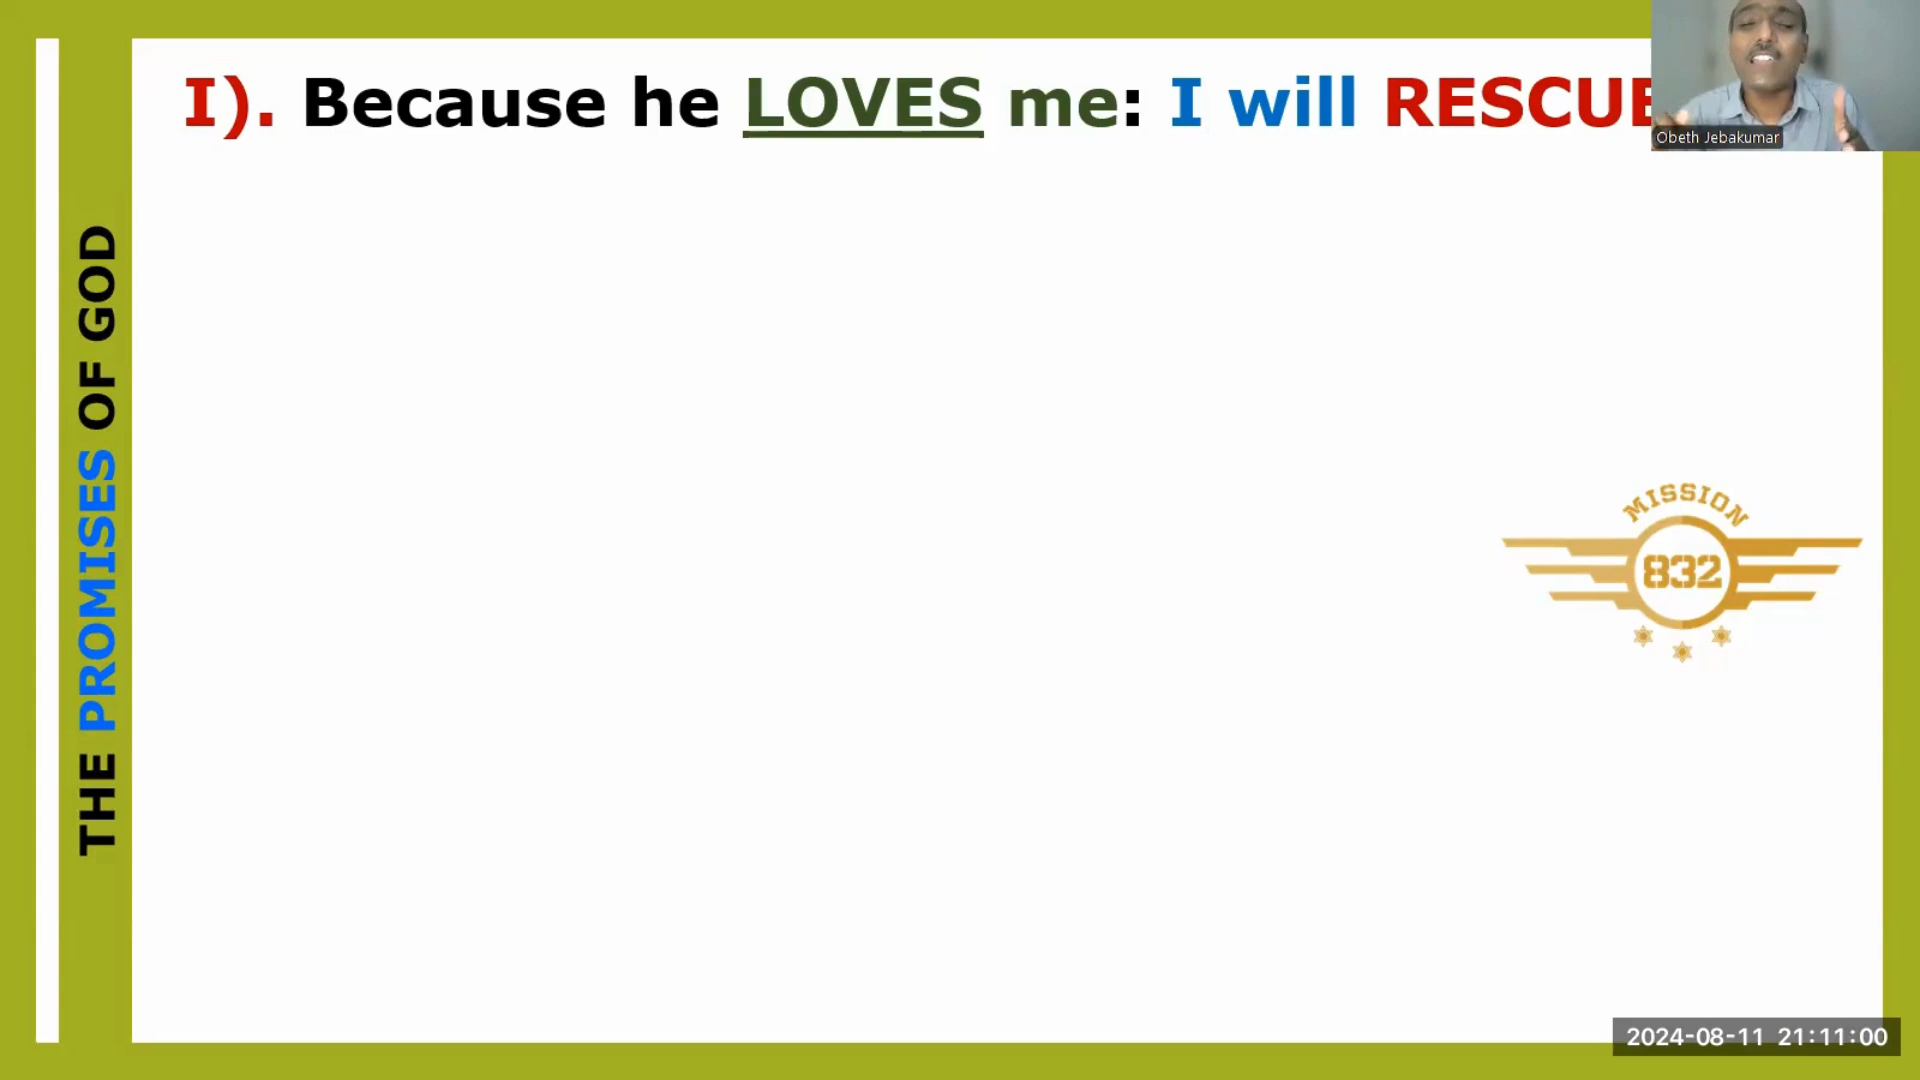 I). Because he LOVES me: I will RESCUE
Obeth Jebakumar
THE PROMISES OF GOD
MISSION
832
2024-08-11 21:11:00